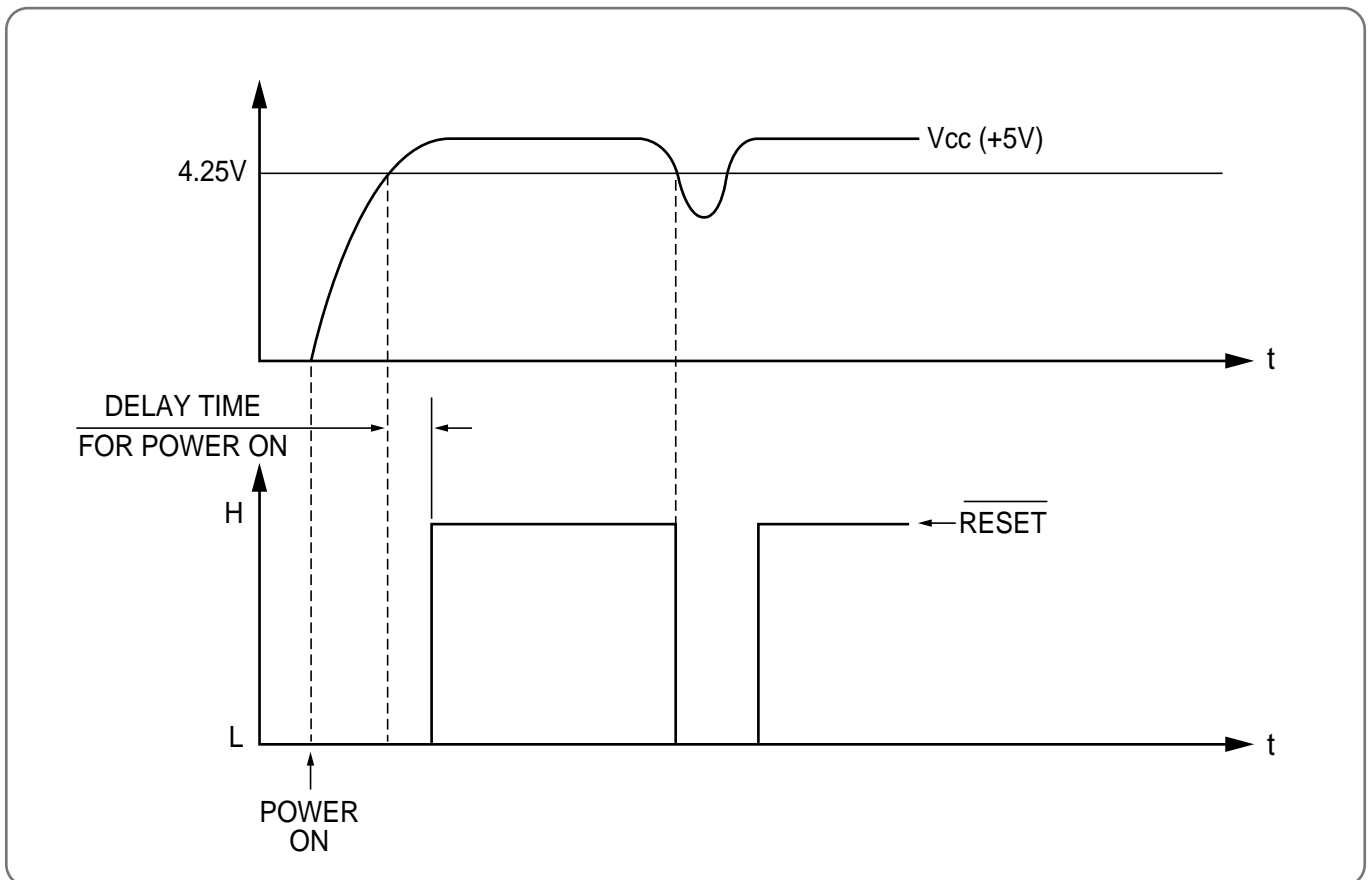 Vcc (+5V)
4.25V
t
DELAY TIME
FOR POWER ON
H
RESET
L
t
POWER
ON